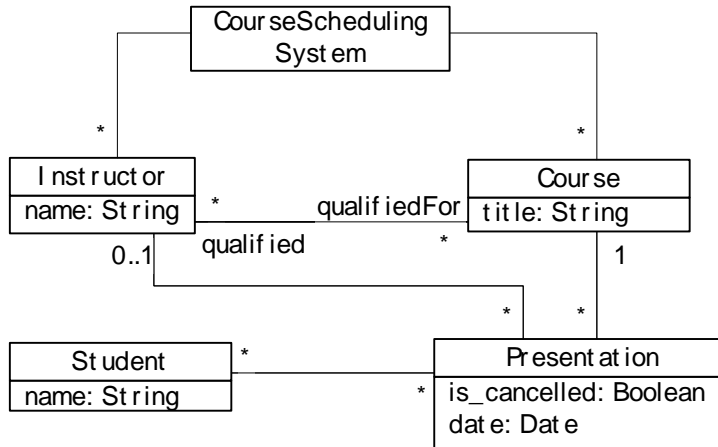 CourseScheduling
System
*
*
Instructor
name: String
Course
title: String
*
qualifiedFor
qualified
*
0..1
1
*
*
Student
name: String
*
*
Presentation
is_cancelled: Boolean
date: Date